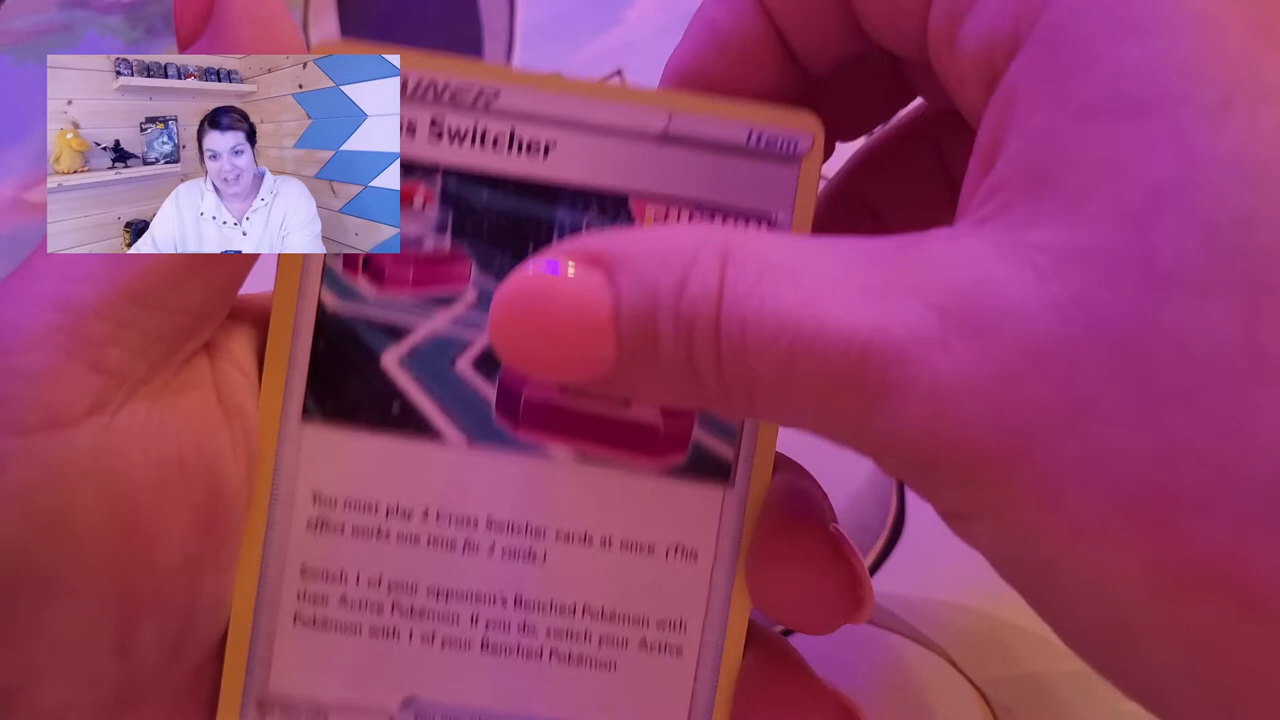 INER
s Switcher
Item
You must play 2 Cross Switcher cards at once. (This
effect works one time for 2 cards.)
Switch 1 of your opponent's Benched Pokémon with
their Active Pokémon. If you do, switch your Active
Pokémon with 1 of your Benched Pokémon.